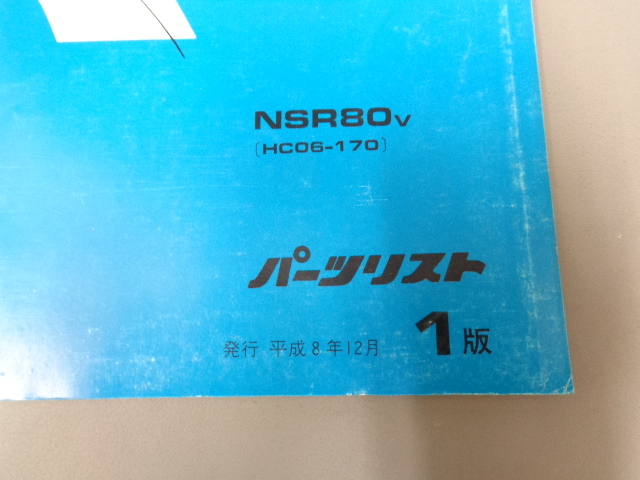 NSR80v
〔HC06-170〕
パーツリスト
発行 平成8年12月 1版